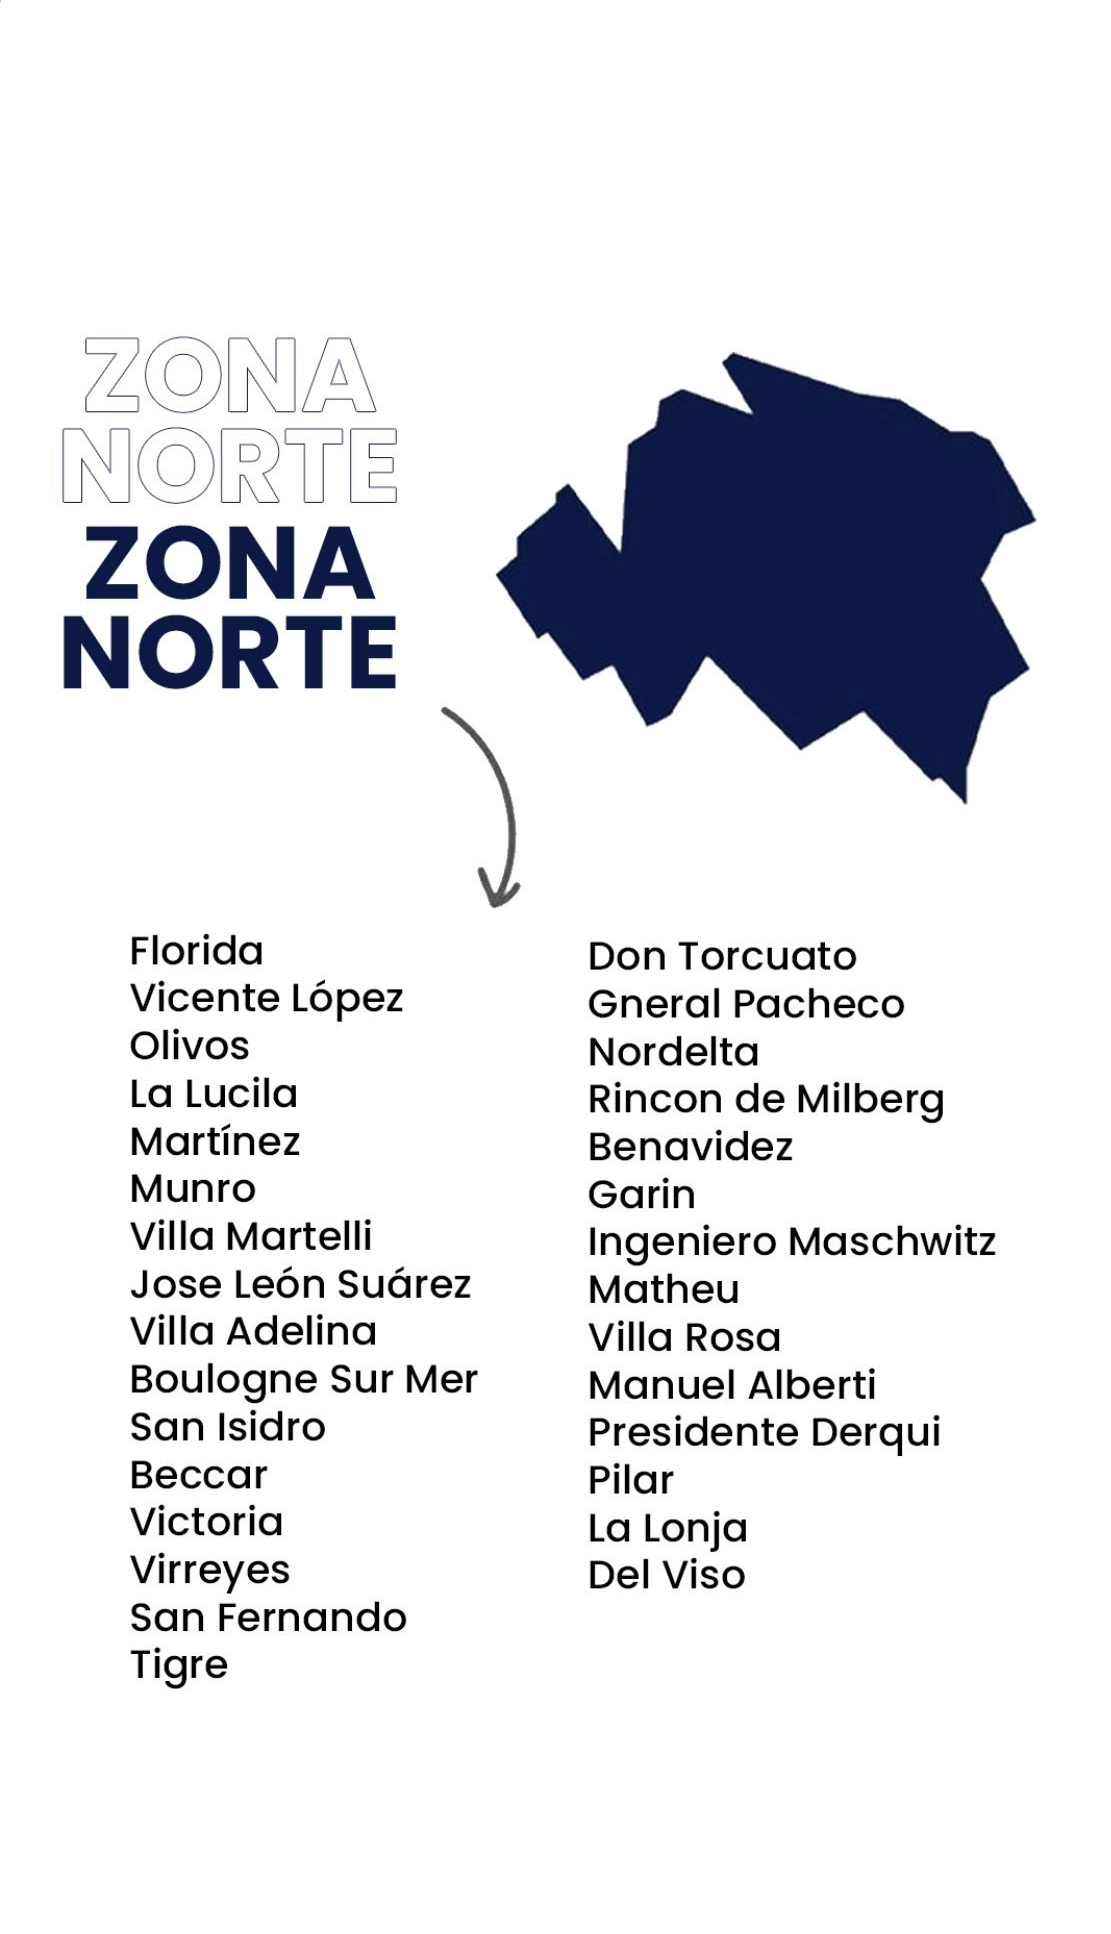 ZONA
NORTE
ZONA
NORTE
Florida
Vicente López
Olivos
La Lucila
Martínez
Munro
Villa Martelli
Jose León Suárez
Villa Adelina
Boulogne Sur Mer
San Isidro
Beccar
Victoria
Virreyes
San Fernando
Tigre
Don Torcuato
Gneral Pacheco
Nordelta
Rincon de Milberg
Benavidez
Garin
Ingeniero Maschwitz
Matheu
Villa Rosa
Manuel Alberti
Presidente Derqui
Pilar
La Lonja
Del Viso